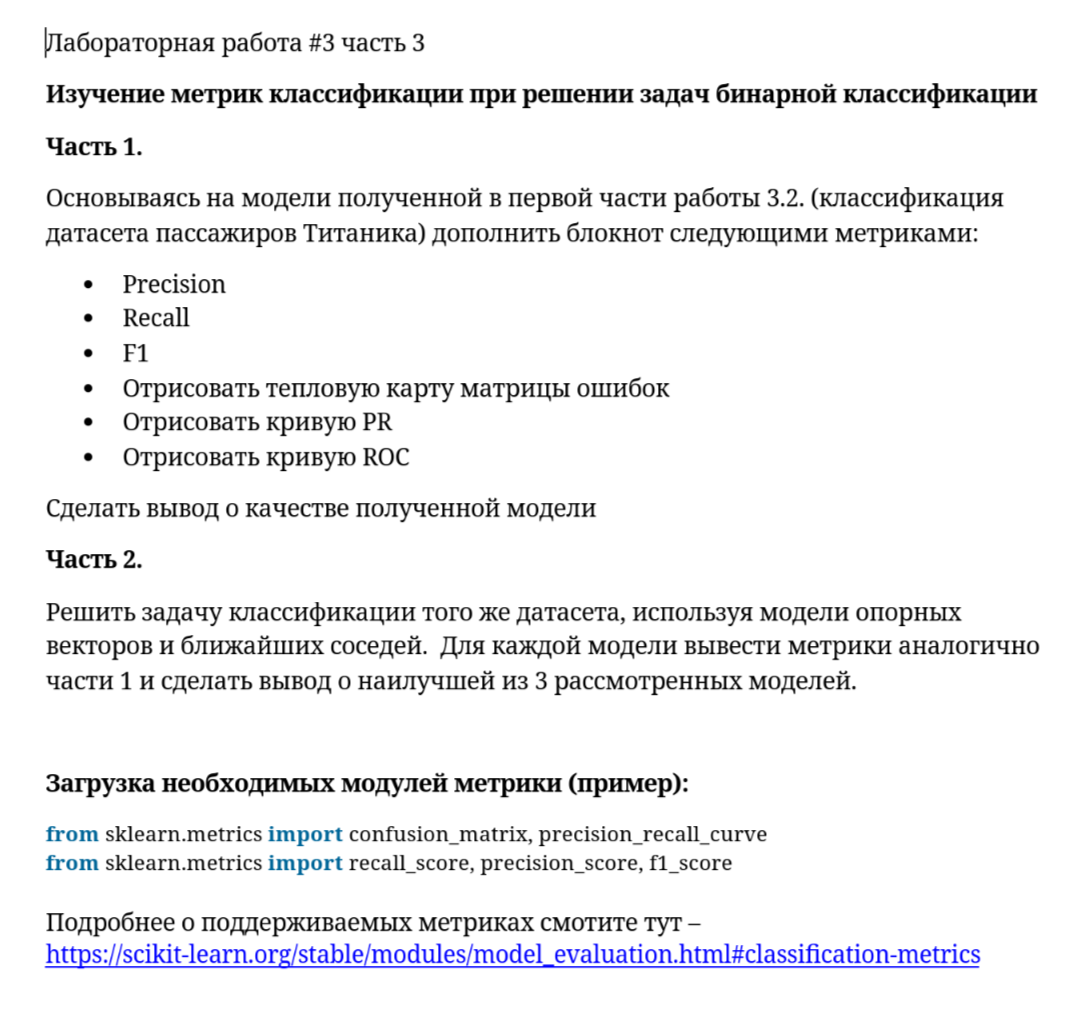 Лабораторная работа #3 часть 3
Изучение метрик классификации при решении задач бинарной классификации
Часть 1.
Основываясь на модели полученной в первой части работы 3.2. (классификация
датасета пассажиров Титаника) дополнить блокнот следующими метриками:
• Precision
• Recall
• F1
• Отрисовать тепловую карту матрицы ошибок
• Отрисовать кривую PR
• Отрисовать кривую ROC
Сделать вывод о качестве полученной модели
Часть 2.
Решить задачу классификации того же датасета, используя модели опорных
векторов и ближайших соседей.  Для каждой модели вывести метрики аналогично
части 1 и сделать вывод о наилучшей из 3 рассмотренных моделей.
Загрузка необходимых модулей метрики (пример):
from sklearn.metrics import confusion_matrix, precision_recall_curve
from sklearn.metrics import recall_score, precision_score, f1_score
Подробнее о поддерживаемых метриках смотите тут –
https://scikit-learn.org/stable/modules/model_evaluation.html#classification-metrics